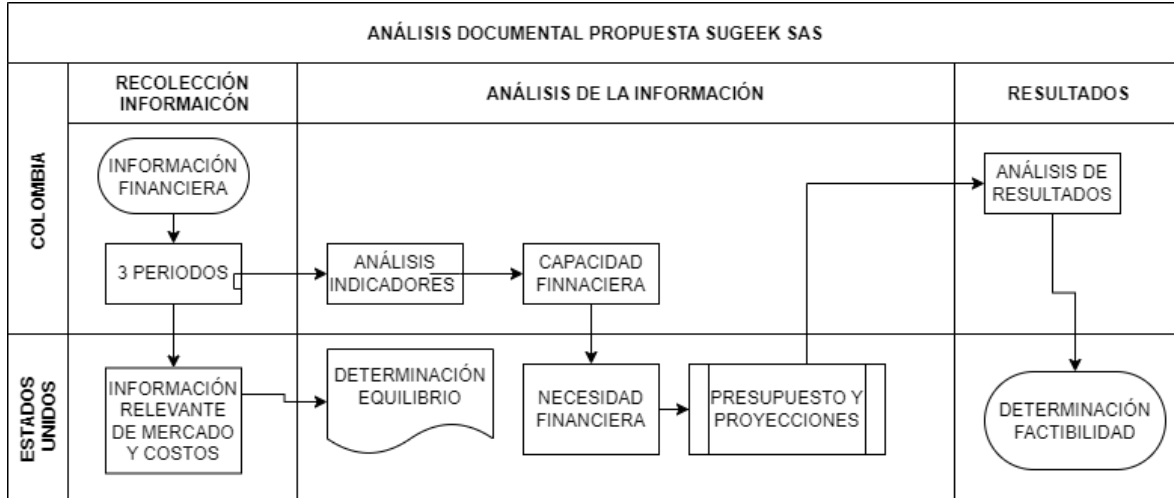 ANÁLISIS DOCUMENTAL PROPUESTA SUGEEK SAS
RECOLECCIÓN
INFORMAICÓN
ANÁLISIS DE LA INFORMACIÓN
RESULTADOS
COLOMBIA
INFORMACIÓN
FINANCIERA
3 PERIODOS
ANÁLISIS
INDICADORES
CAPACIDAD
FINNACIERA
ANÁLISIS DE
RESULTADOS
ESTADOS
UNIDOS
INFORMACIÓN
RELEVANTE
DE MERCADO
Y COSTOS
DETERMINACIÓN
EQUILIBRIO
NECESIDAD
FINANCIERA
PRESUPUESTO Y
PROYECCIONES
DETERMINACIÓN
FACTIBILIDAD